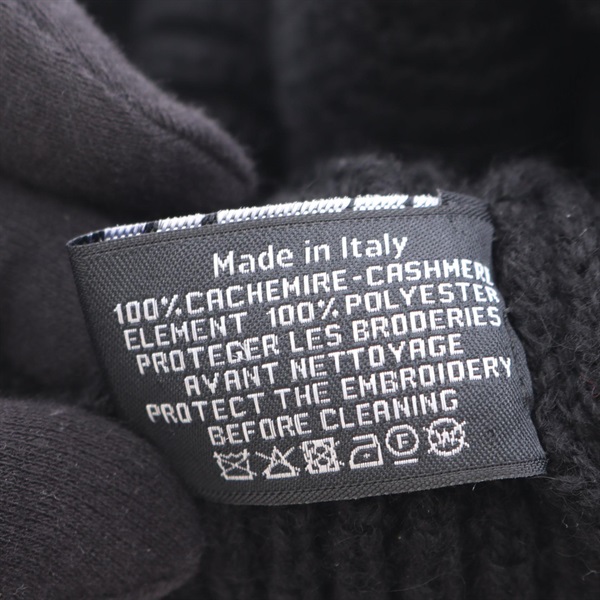 Made in Italy
100% CACHEMIRE-CASHMERE
ELEMENT 100% POLYESTER
PROTEGER LES BRODERIES
AVANT NETTOYAGE
PROTECT THE EMBROIDERY
BEFORE CLEANING
P W